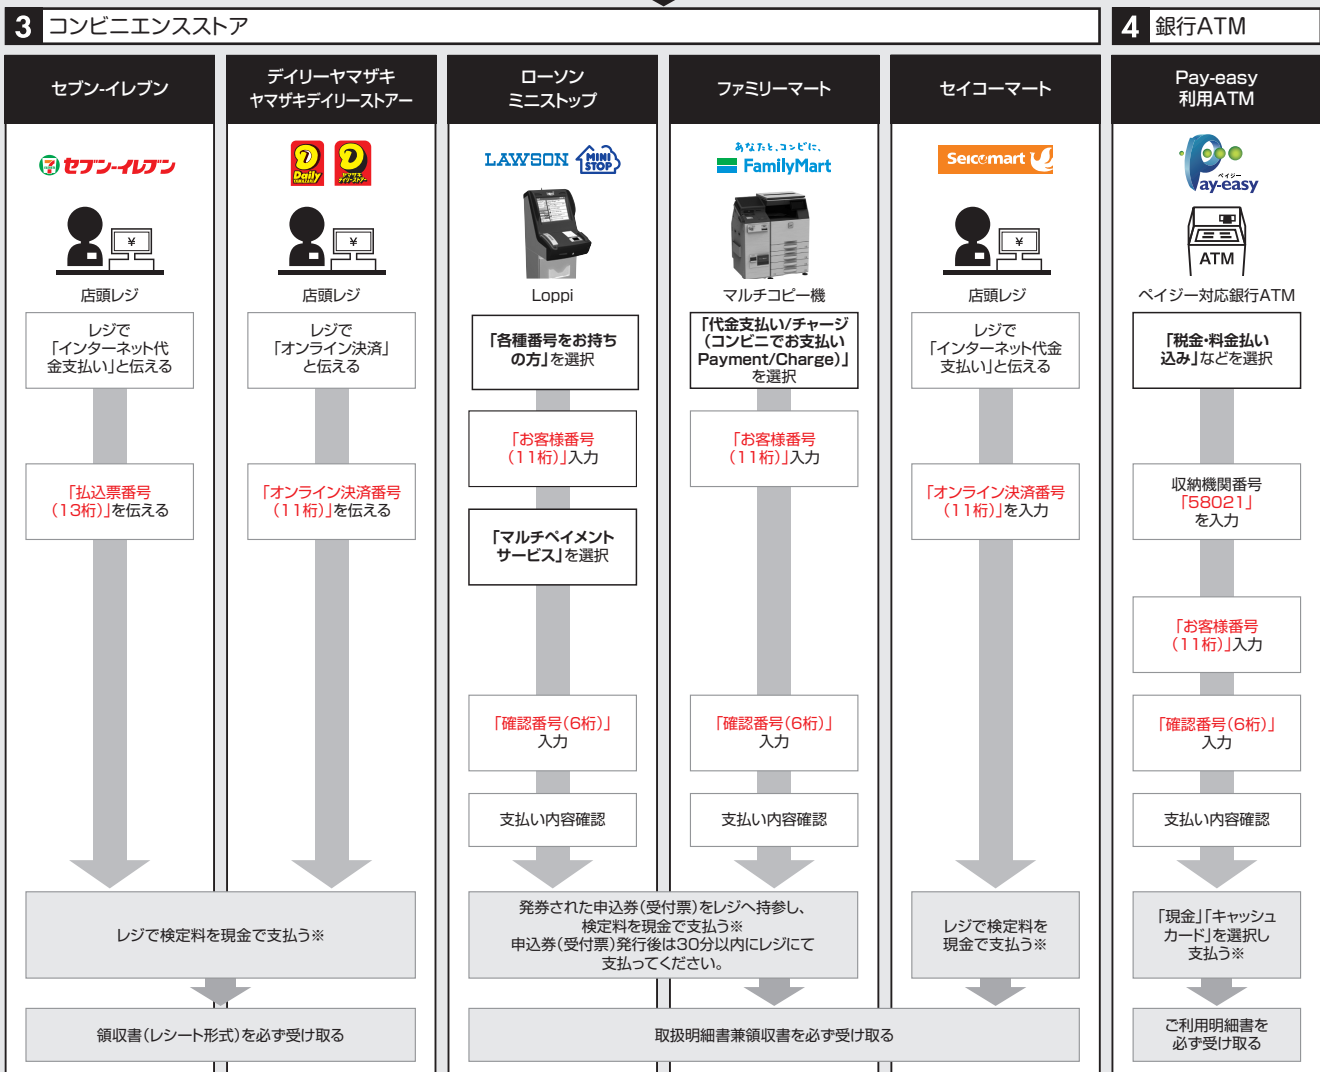 3 コンビニエンスストア
セブン-イレブン
セブン-イレブン
¥
店頭レジ
レジで
「インターネット代
金支払い」と伝える
「払込票番号
(13桁)」を伝える
デイリーヤマザキ
ヤマザキデイリーストアー
Daily
YAMAZAKI
ヤマザキ
デイリーストアー
¥
店頭レジ
レジで
「オンライン決済」
と伝える
「オンライン決済番号
(11桁)」を伝える
レジで検定料を現金で支払う※
領収書(レシート形式)を必ず受け取る
ローソン
ミニストップ
LAWSON
MINI
STOP
Loppi
「各種番号をお持ち
の方」を選択
「お客様番号
(11桁)」入力
「マルチペイメント
サービス」を選択
「確認番号(6桁)」
入力
支払い内容確認
ファミリーマート
あなたと、コンビに、
FamilyMart
マルチコピー機
「代金支払い/チャージ
(コンビニでお支払い
Payment/Charge)」
を選択
「お客様番号
(11桁)」入力
「確認番号(6桁)」
入力
支払い内容確認
発券された申込券(受付票)をレジへ持参し、
検定料を現金で支払う※
申込券(受付票)発行後は30分以内にレジにて
支払ってください。
セイコーマート
Seicomart
¥
店頭レジ
レジで
「インターネット代金
支払い」と伝える
「オンライン決済番号
(11桁)」を入力
レジで検定料を
現金で支払う※
取扱明細書兼領収書を必ず受け取る
4 銀行ATM
Pay-easy
利用ATM
ペイジー
Pay-easy
ATM
ペイジー対応銀行ATM
「税金・料金払い
込み」などを選択
収納機関番号
「58021」
を入力
「お客様番号
(11桁)」入力
「確認番号(6桁)」
入力
支払い内容確認
「現金」「キャッシュ
カード」を選択し
支払う※
ご利用明細書を
必ず受け取る